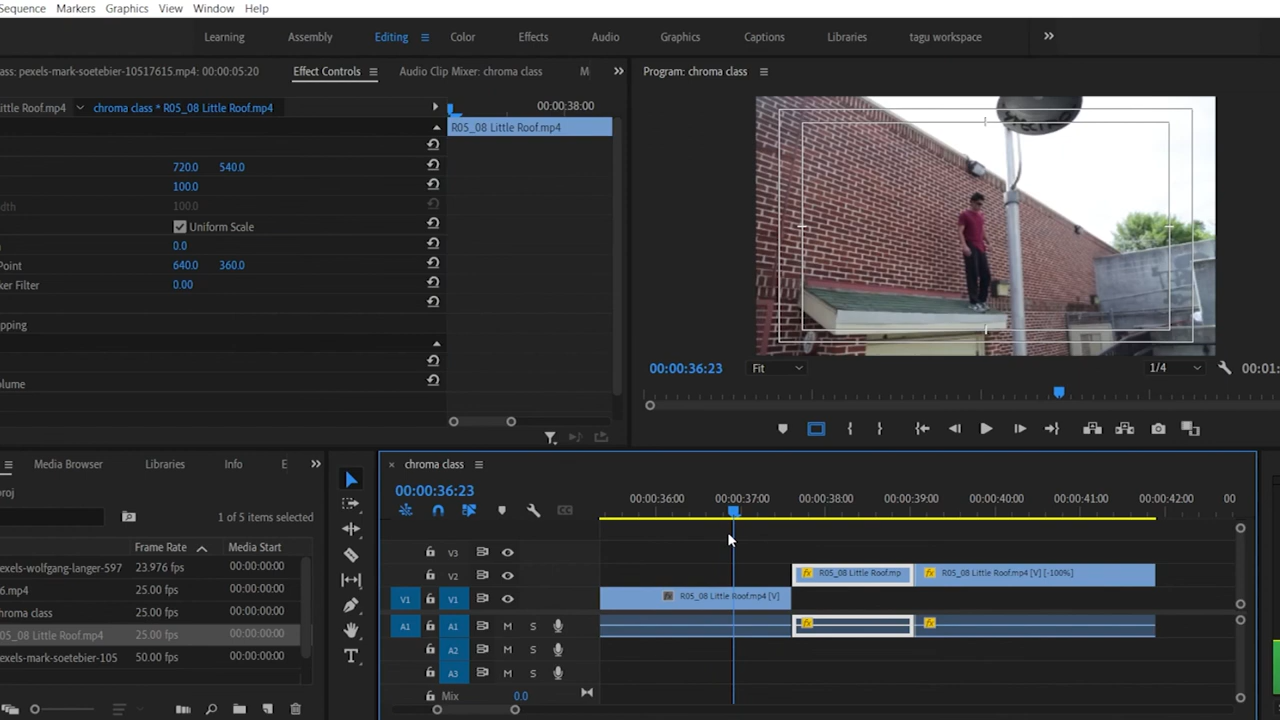 Sequence Markers Graphics View Window Help
Learning Assembly Editing Color Effects Audio Graphics Captions Libraries tagu workspace
ass: pexels-mark-soetebier-10517615.mp4: 00:00:05:20 Effect Controls Audio Clip Mixer: chroma class M
Program: chroma class
ittle Roof.mp4 chroma class * R05_08 Little Roof.mp4 00:00:38:00
R05_08 Little Roof.mp4
720.0 540.0
100.0
dth 100.0
Uniform Scale
0.0
Point 640.0 360.0
ker Filter 0.00
pping
olume
00:00:36:23 Fit 1/4 00:01:
Media Browser Libraries Info E
chroma class
roj
00:00:36:23
00:00:36:00 00:00:37:00 00:00:38:00 00:00:39:00 00:00:40:00 00:00:41:00 00:00:42:00 00
1 of 5 items selected
Frame Rate Media Start
exels-wolfgang-langer-597 23.976 fps 00:00:00:00
6.mp4 25.00 fps 00:00:00:00
hroma class 25.00 fps 00:00:00:00
05_08 Little Roof.mp4 25.00 fps 00:00:00:00
exels-mark-soetebier-105 50.00 fps 00:00:00:00
V3
V2 fx R05_08 Little Roof.mp fx R05_08 Little Roof.mp4 [V] [-100%]
V1 V1 fx R05_08 Little Roof.mp4 [V]
A1 A1 M S fx fx
A2 M S
A3 M S
Mix 0.0